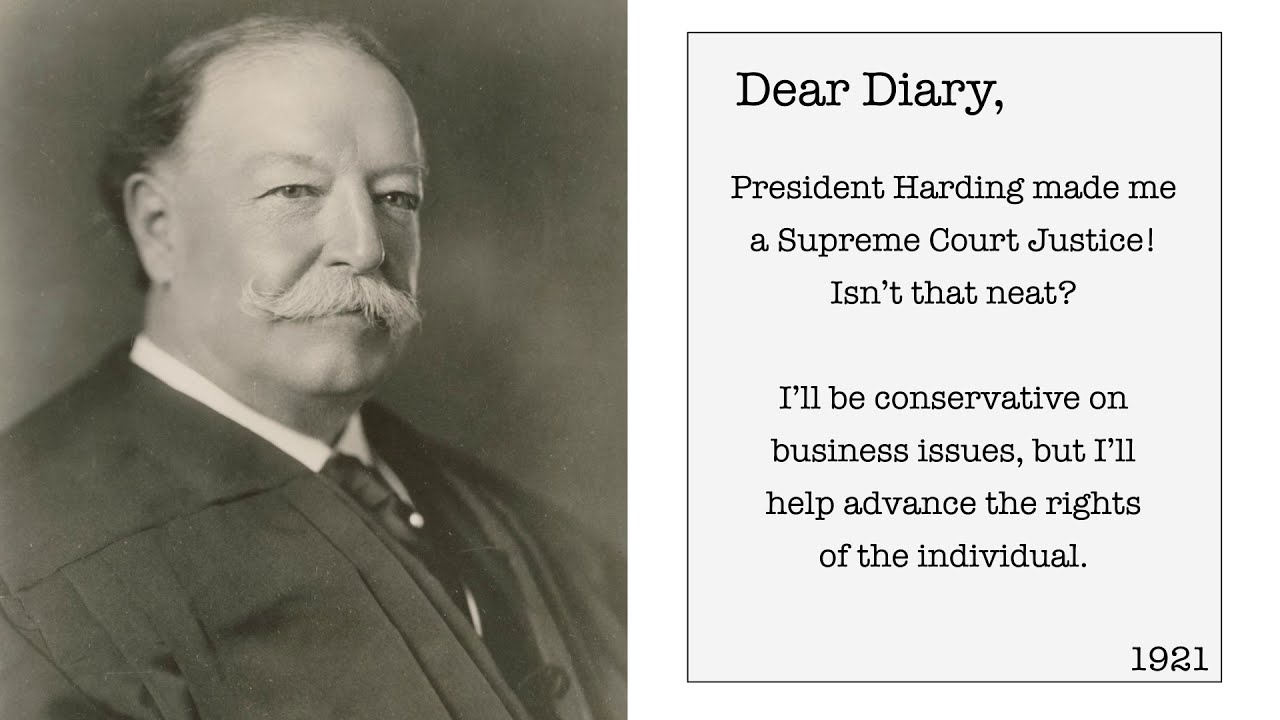 Dear Diary,
President Harding made me
a Supreme Court Justice!
Isn’t that neat?
I’ll be conservative on
business issues, but I’ll
help advance the rights
of the individual.
1921